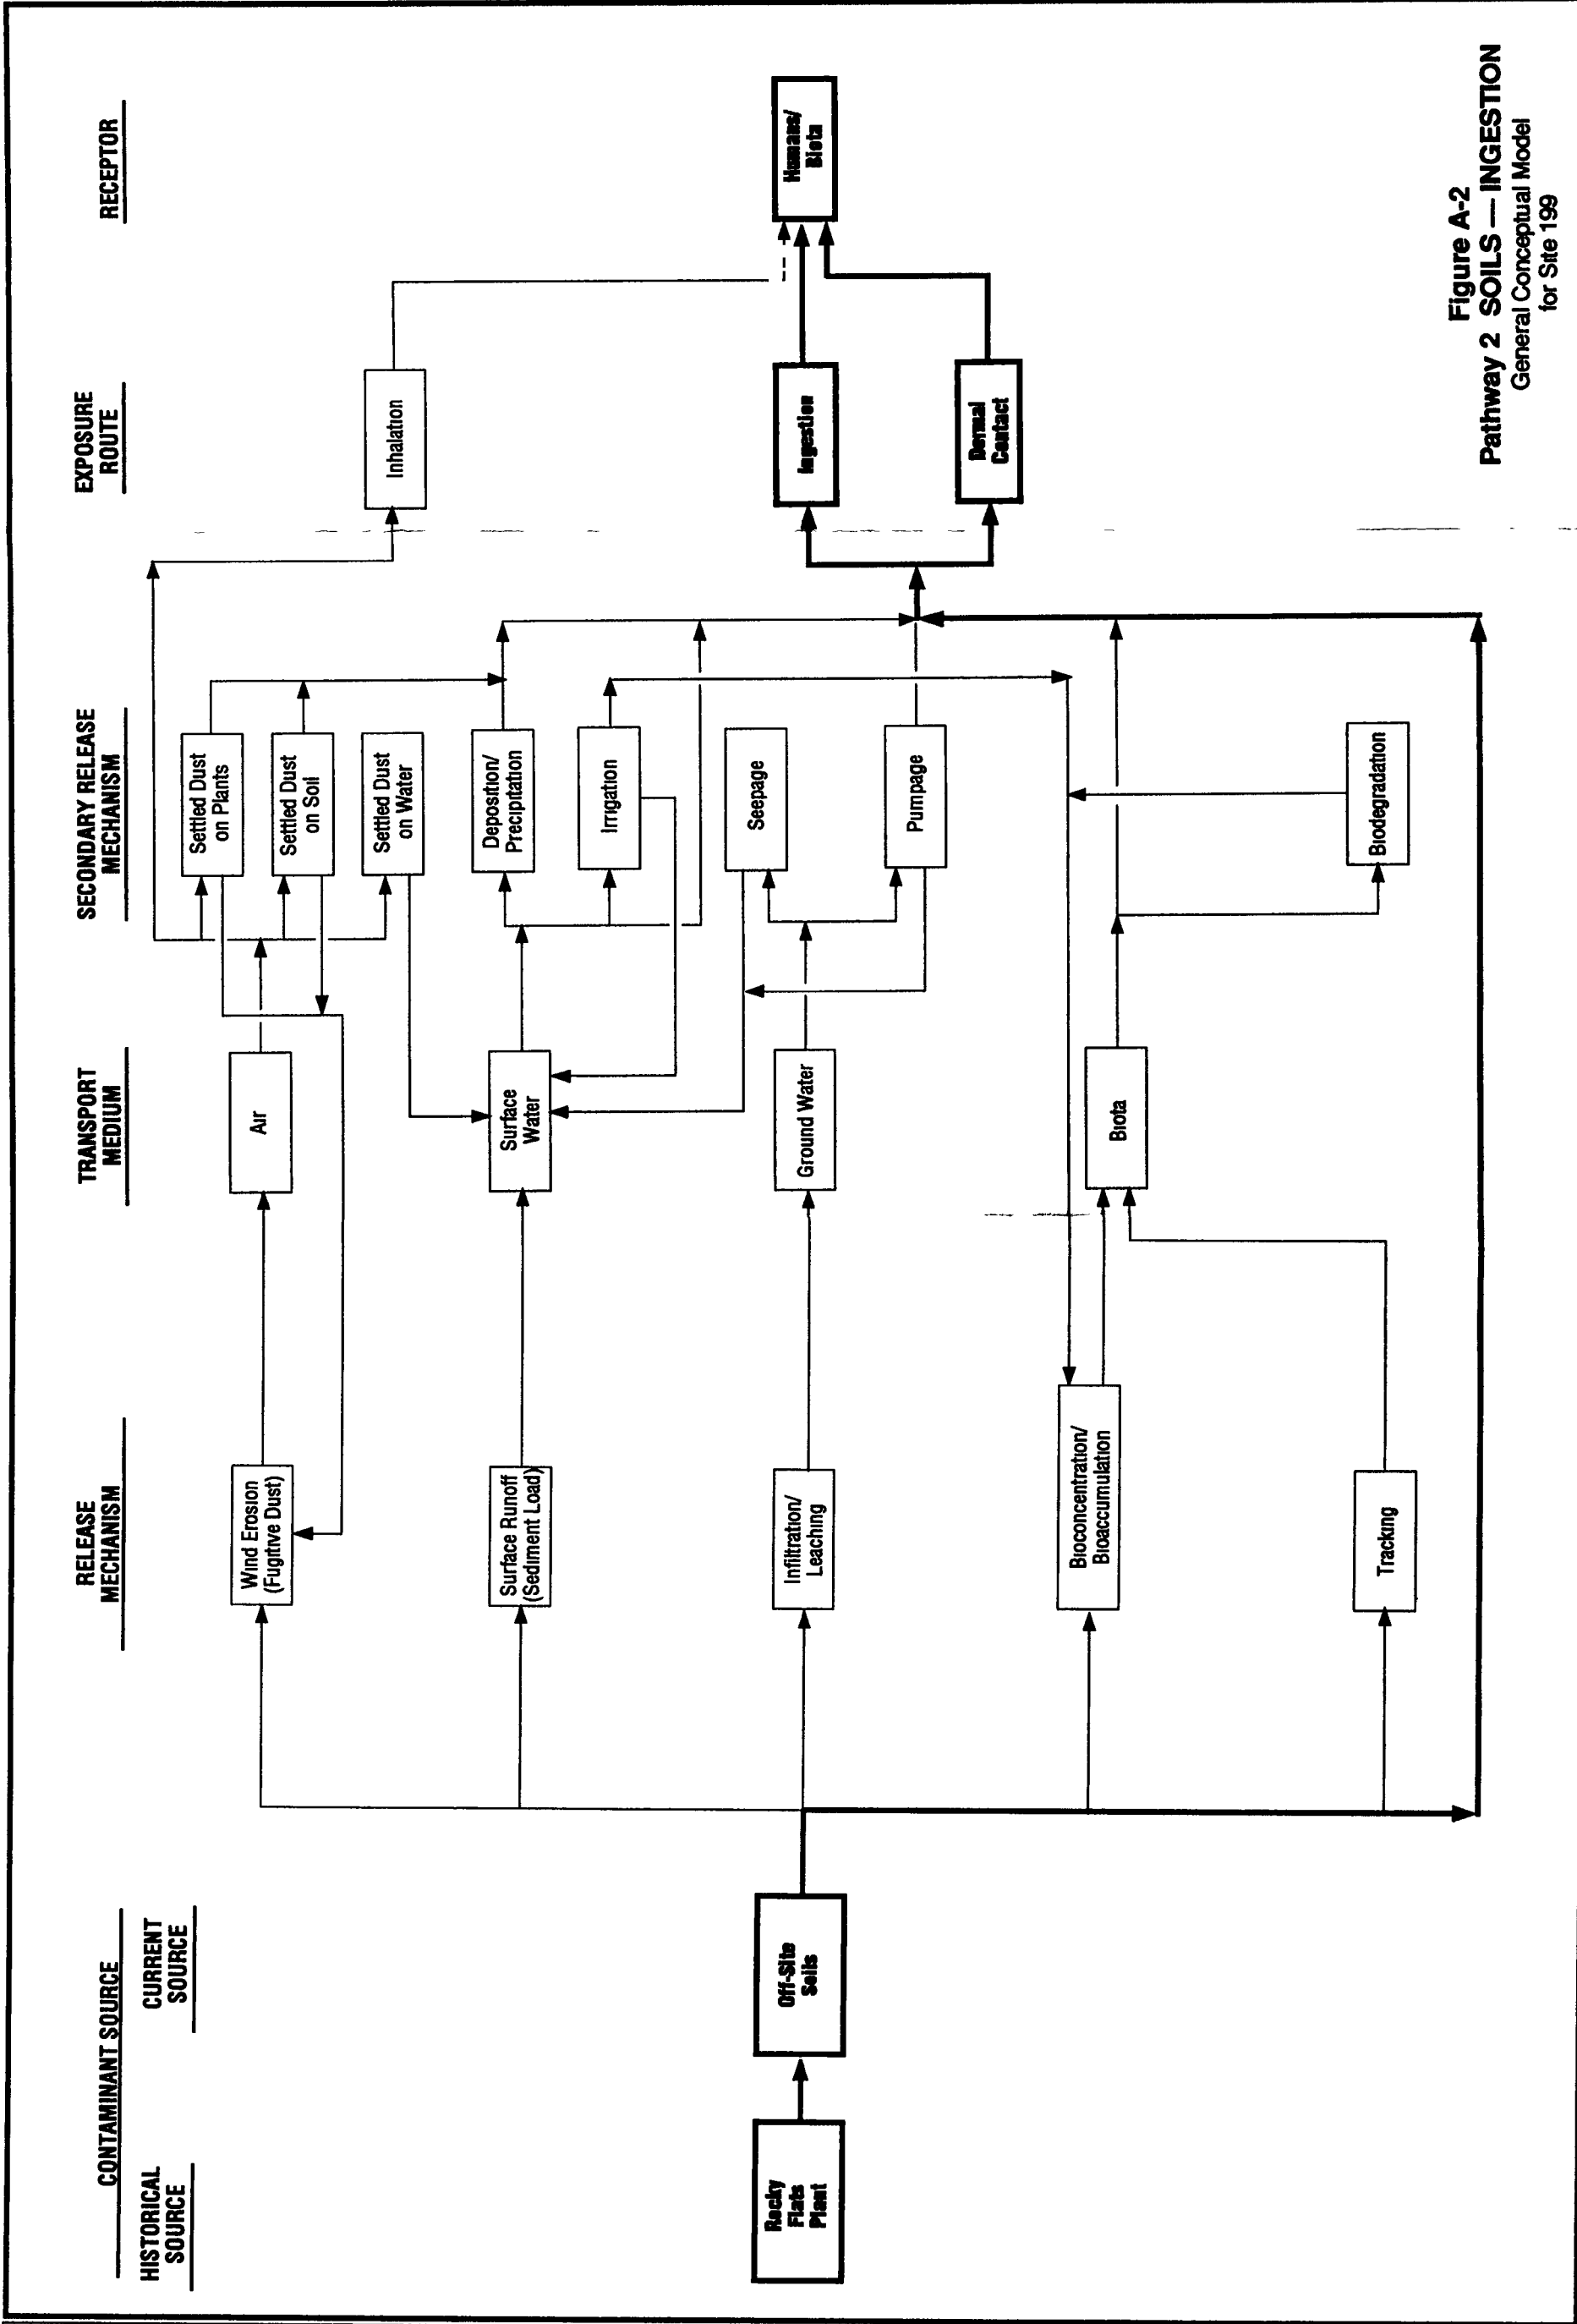 CONTAMINANT SOURCE
HISTORICAL
SOURCE
CURRENT
SOURCE
RELEASE
MECHANISM
TRANSPORT
MEDIUM
SECONDARY RELEASE
MECHANISM
EXPOSURE
ROUTE
RECEPTOR
Rocky
Flats
Plant
Off-Site
Soils
Wind Erosion
(Fugitive Dust)
Surface Runoff
(Sediment Load)
Infiltration/
Leaching
Bioconcentration/
Bioaccumulation
Tracking
Air
Surface
Water
Ground Water
Biota
Settled Dust
on Plants
Settled Dust
on Soil
Settled Dust
on Water
Deposition/
Precipitation
Irrigation
Seepage
Pumpage
Biodegradation
Inhalation
Ingestion
Dermal
Contact
Humans/
Biota
Figure A-2
Pathway 2 SOILS — INGESTION
General Conceptual Model
for Site 199